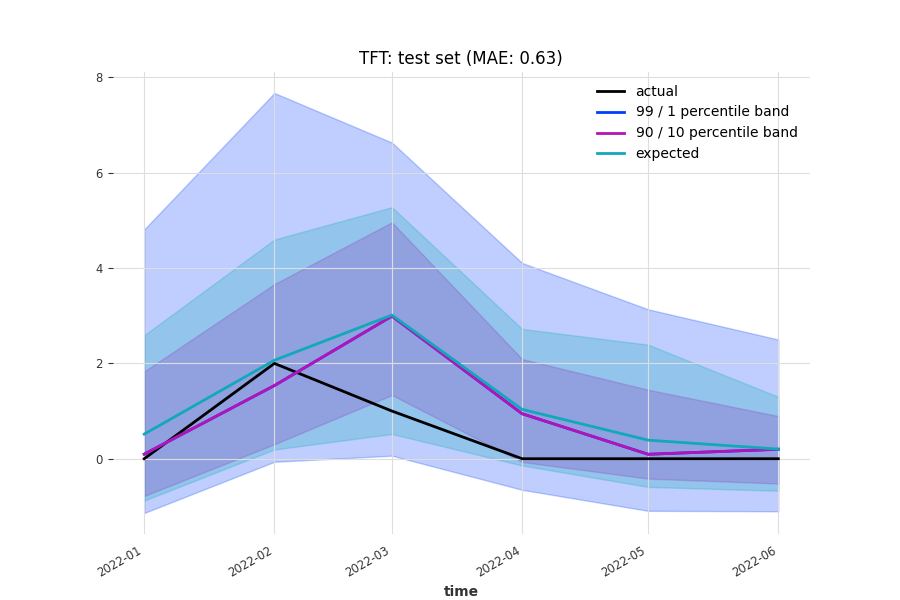 TFT: test set (MAE: 0.63)
actual
99 / 1 percentile band
90 / 10 percentile band
expected
8
6
4
2
0
2022-01
2022-02
2022-03
2022-04
2022-05
2022-06
time